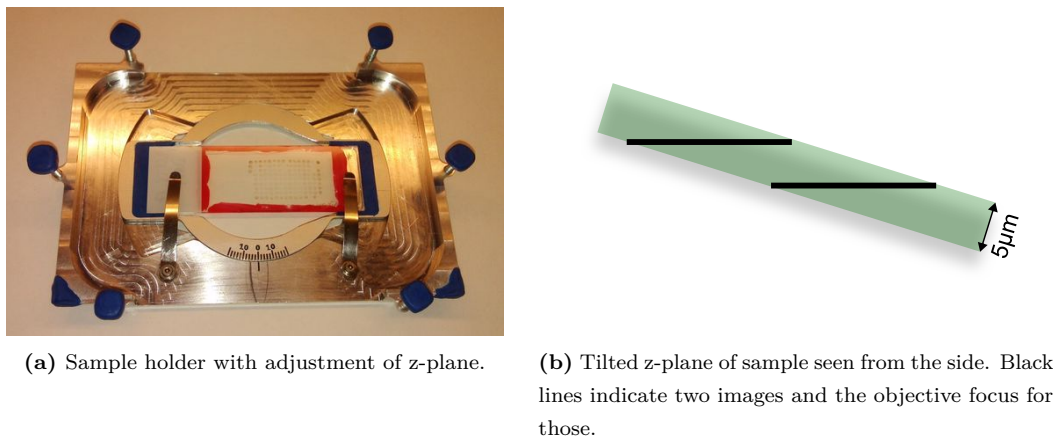 10 0 10
5μm
(a) Sample holder with adjustment of z-plane.
(b) Tilted z-plane of sample seen from the side. Black
lines indicate two images and the objective focus for
those.